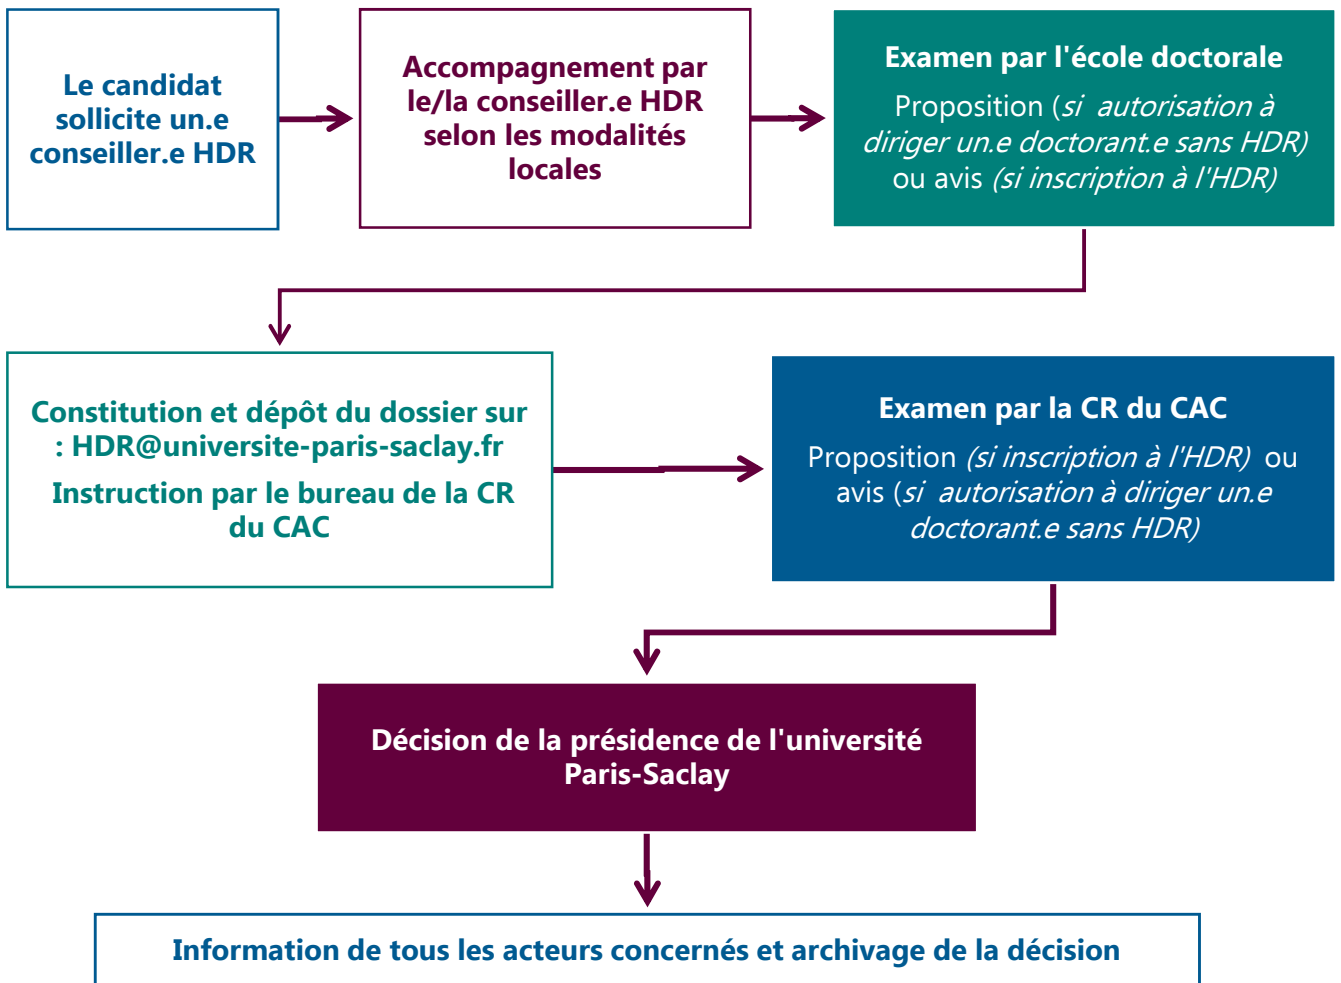 Le candidat
sollicite un.e
conseiller.e HDR
Accompagnement par
le/la conseiller.e HDR
selon les modalités
locales
Examen par l'école doctorale
Proposition (si autorisation à
diriger un.e doctorant.e sans HDR)
ou avis (si inscription à l'HDR)
Constitution et dépôt du dossier sur
: HDR@universite-paris-saclay.fr
Instruction par le bureau de la CR
du CAC
Examen par la CR du CAC
Proposition (si inscription à l'HDR) ou
avis (si autorisation à diriger un.e
doctorant.e sans HDR)
Décision de la présidence de l'université
Paris-Saclay
Information de tous les acteurs concernés et archivage de la décision